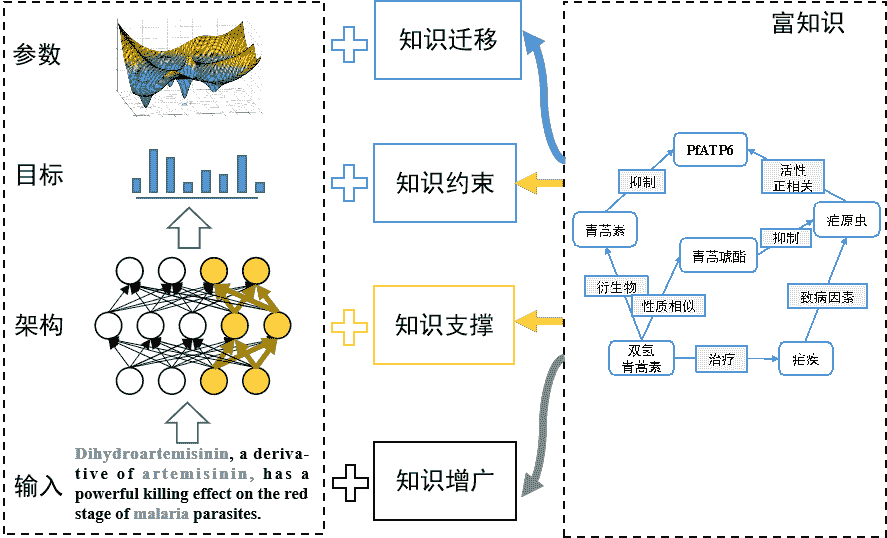 参数
知识迁移
目标
知识约束
架构
知识支撑
输入
Dihydroartemisinin, a deriva-
tive of artemisinin, has a
powerful killing effect on the red
stage of malaria parasites.
知识增广
富知识
PfATP6
抑制
活性
正相关
青蒿素
疟原虫
青蒿琥酯
抑制
衍生物
性质相似
致病因素
双氢
青蒿素
治疗
疟疾